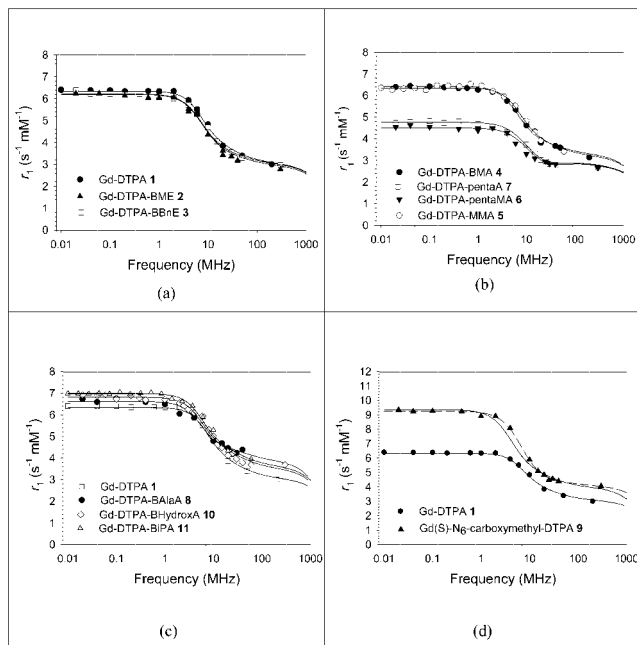 8
7
6
5
4
3
2
1
0
r₁ (s⁻¹ mM⁻¹)
Gd-DTPA 1
Gd-DTPA-BME 2
Gd-DTPA-BBnE 3
0.01 0.1 1 10 100 1000
Frequency (MHz)
(a)
8
7
6
5
4
3
2
1
0
r₁ (s⁻¹ mM⁻¹)
Gd-DTPA-BMA 4
Gd-DTPA-pentaA 7
Gd-DTPA-pentaMA 6
Gd-DTPA-MMA 5
0.01 0.1 1 10 100 1000
Frequency (MHz)
(b)
8
7
6
5
4
3
2
1
0
r₁ (s⁻¹ mM⁻¹)
Gd-DTPA 1
Gd-DTPA-BAlaA 8
Gd-DTPA-BHydroxA 10
Gd-DTPA-BiPA 11
0.01 0.1 1 10 100 1000
Frequency (MHz)
(c)
12
11
10
9
8
7
6
5
4
3
2
1
0
r₁ (s⁻¹ mM⁻¹)
Gd-DTPA 1
Gd(S)-N₆-carboxymethyl-DTPA 9
0.01 0.1 1 10 100 1000
Frequency (MHz)
(d)